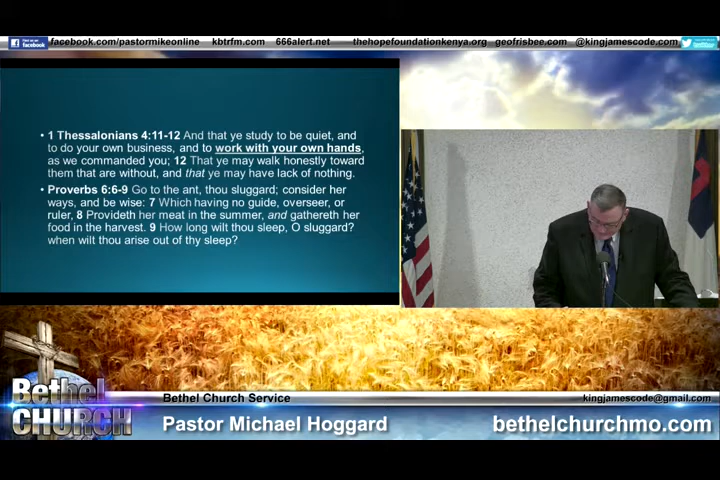 facebook.com/pastormikeonline kbtrfm.com 666alert.net thehopefoundationkenya.org geofrisbee.com @kingjamescode.com
• 1 Thessalonians 4:11-12 And that ye study to be quiet, and
to do your own business, and to work with your own hands,
as we commanded you; 12 That ye may walk honestly toward
them that are without, and that ye may have lack of nothing.
• Proverbs 6:6-9 Go to the ant, thou sluggard; consider her
ways, and be wise: 7 Which having no guide, overseer, or
ruler, 8 Provideth her meat in the summer, and gathereth her
food in the harvest. 9 How long wilt thou sleep, O sluggard?
when wilt thou arise out of thy sleep?
Bethel
CHURCH
Bethel Church Service
kingjamescode@gmail.com
Pastor Michael Hoggard
bethelchurchmo.com